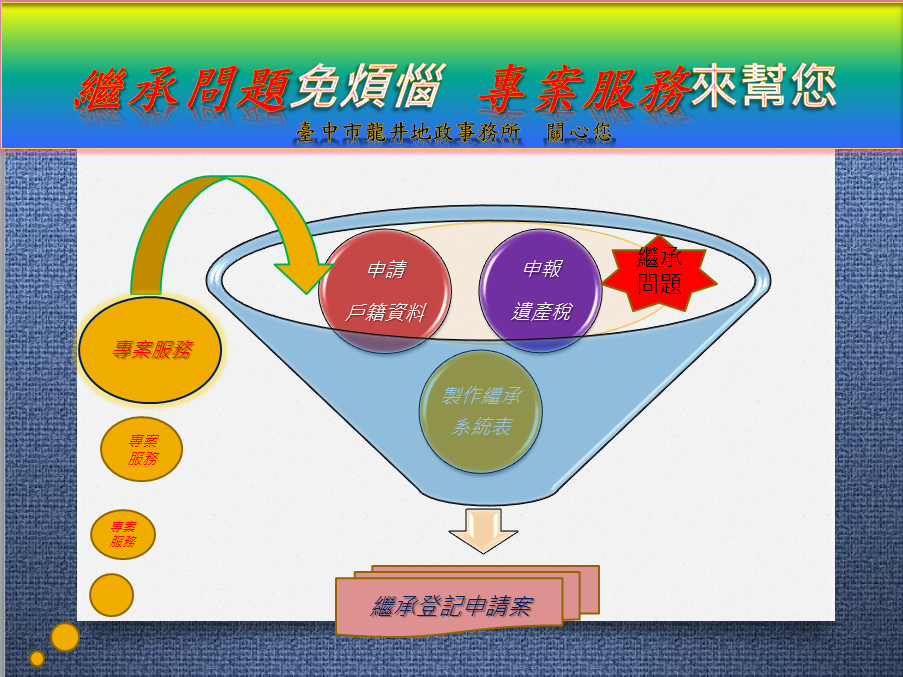 繼承問題免煩惱 專案服務來幫您
臺中市龍井地政事務所 關心您
申請
戶籍資料
申報
遺產稅
繼承
問題
專案服務
製作繼承
系統表
專案
服務
專案
服務
繼承登記申請案